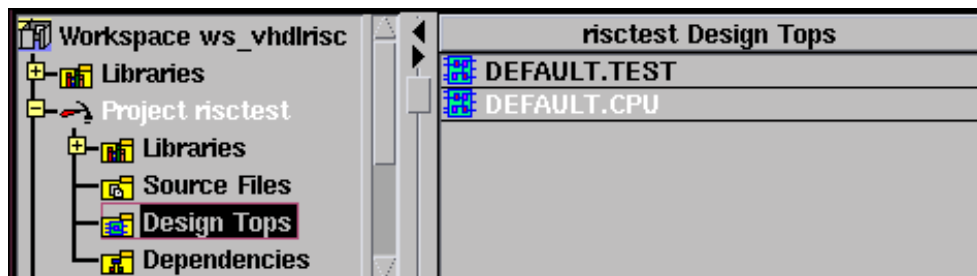 Workspace ws_vhdlrisc
Libraries
Project risctest
Libraries
Source Files
Design Tops
Dependencies
risctest Design Tops
DEFAULT.TEST
DEFAULT.CPU